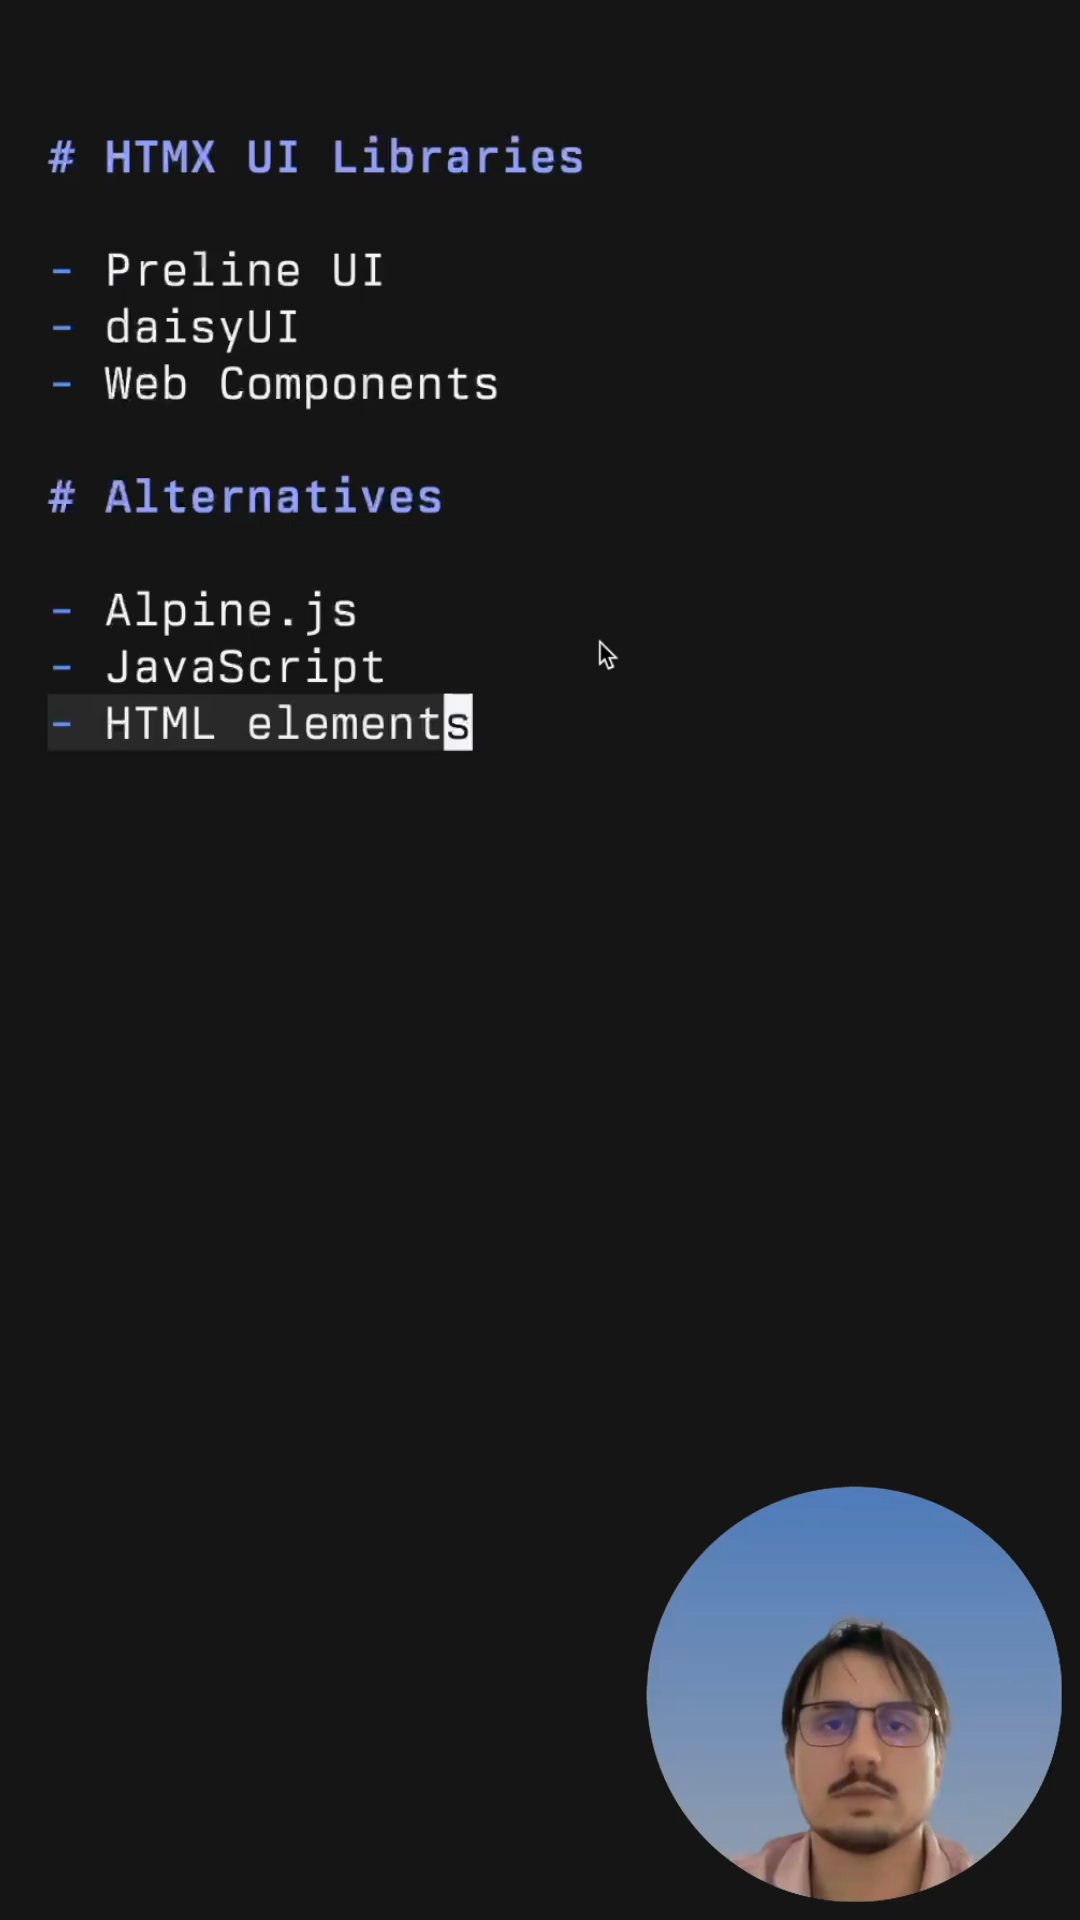 # HTMX UI Libraries
- Preline UI
- daisyUI
- Web Components
# Alternatives
- Alpine.js
- JavaScript
- HTML elements